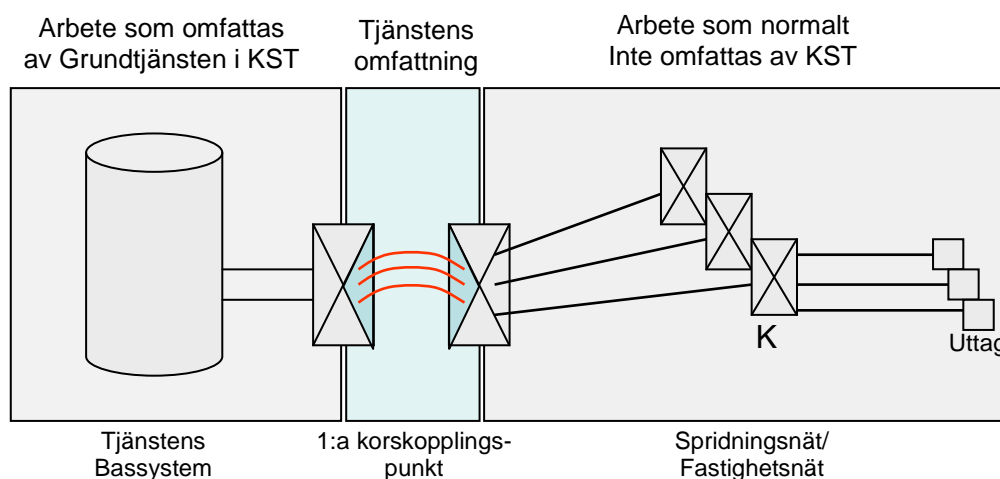 Arbete som omfattas
av Grundtjänsten i KST
Tjänstens
omfattning
Arbete som normalt
Inte omfattas av KST
K
Uttag
Tjänstens
Bassystem
1:a korskopplings-
punkt
Spridningsnät/
Fastighetsnät